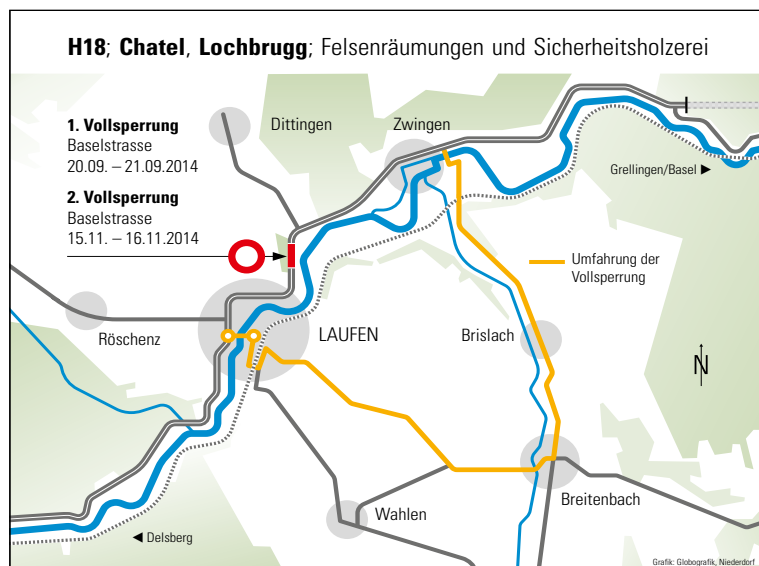 H18; Chatel, Lochbrugg; Felsenräumungen und Sicherheitsholzerei
1. Vollsperrung
Baselstrasse
20.09. – 21.09.2014
2. Vollsperrung
Baselstrasse
15.11. – 16.11.2014
Dittingen
Zwingen
Grellingen/Basel ►
Umfahrung der
Vollsperrung
Röschenz
LAUFEN
Brislach
N
Wahlen
Breitenbach
◄ Delsberg
Grafik: Globografik, Niederdorf